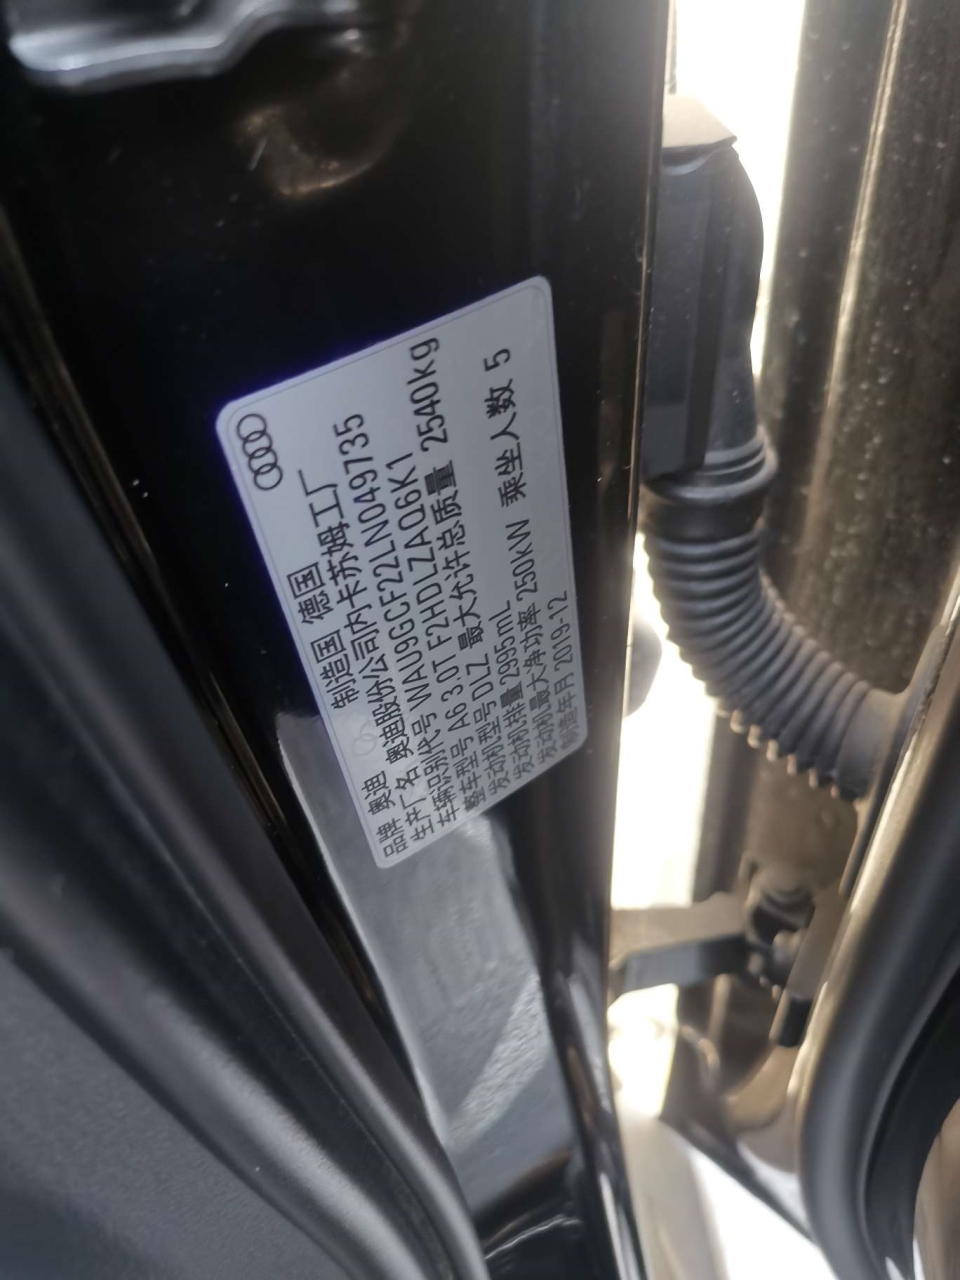 品牌 奥迪 制造国 德国
生产厂名 奥迪股份公司内卡苏姆工厂
车辆识别代号 WAU9GCF22LN049735
整车型号 A6 3.0T F2HDLZAQ6K1
发动机型号 DLZ 最大允许总质量 2540kg
发动机排量 2995mL
发动机最大净功率 250kW 乘坐人数 5
制造年月 2019-12